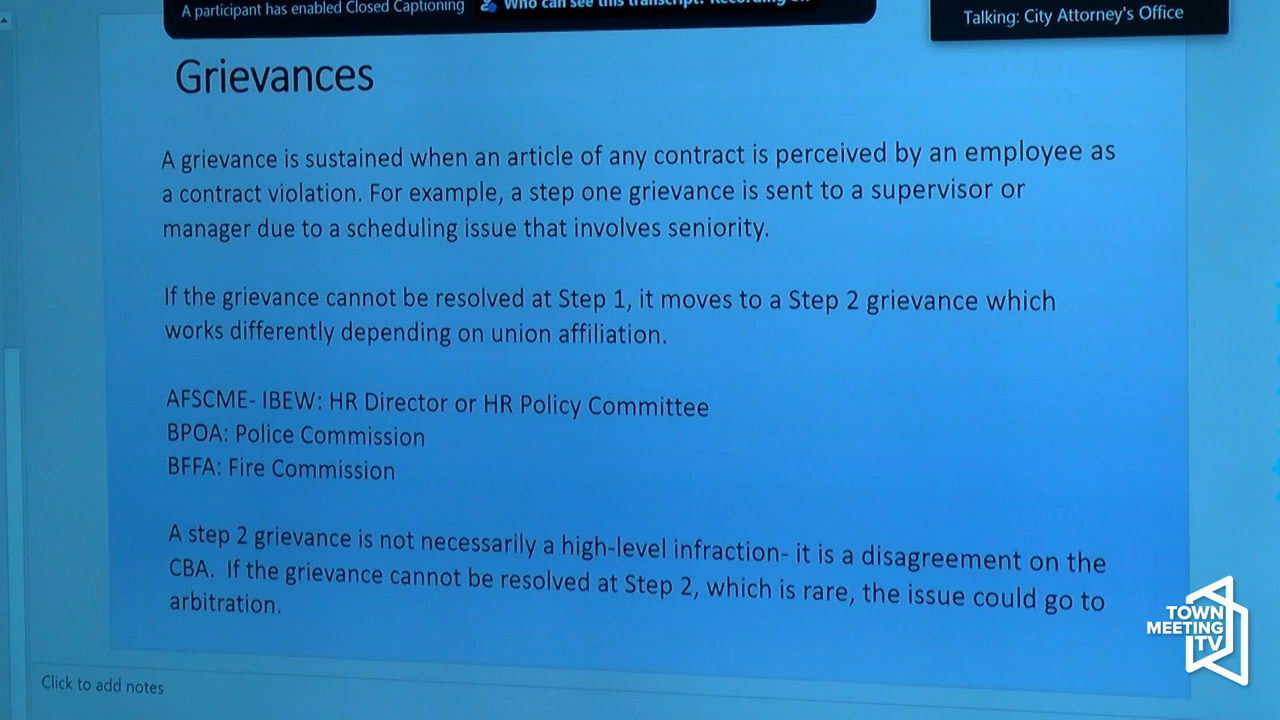 A participant has enabled Closed Captioning
Who can see this transcript? Recording On
Talking: City Attorney's Office
Grievances
A grievance is sustained when an article of any contract is perceived by an employee as
a contract violation. For example, a step one grievance is sent to a supervisor or
manager due to a scheduling issue that involves seniority.
If the grievance cannot be resolved at Step 1, it moves to a Step 2 grievance which
works differently depending on union affiliation.
AFSCME- IBEW: HR Director or HR Policy Committee
BPOA: Police Commission
BFFA: Fire Commission
A step 2 grievance is not necessarily a high-level infraction- it is a disagreement on the
CBA. If the grievance cannot be resolved at Step 2, which is rare, the issue could go to
arbitration.
TOWN
MEETING
TV
Click to add notes